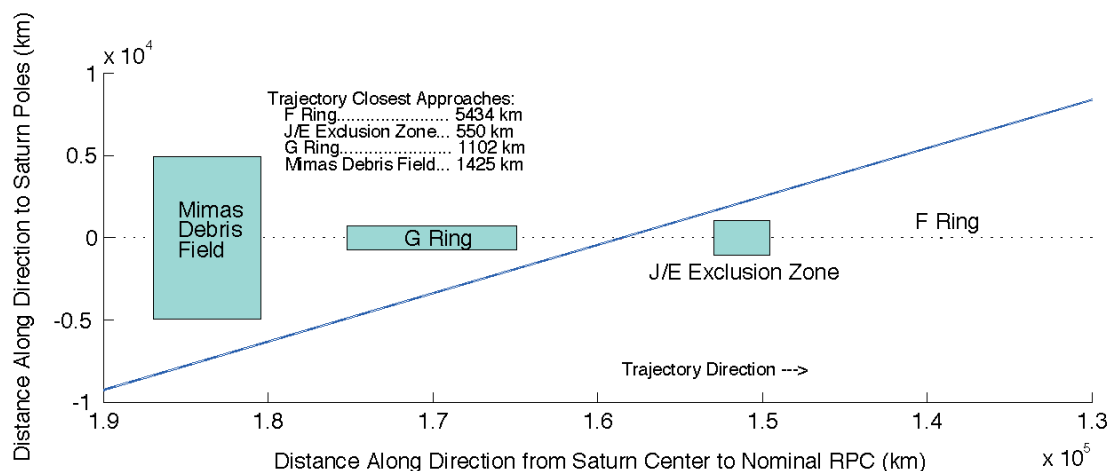 Distance Along Direction to Saturn Poles (km)
x 10^4
1
0.5
0
-0.5
-1
Trajectory Closest Approaches:
F Ring...................... 5434 km
J/E Exclusion Zone... 550 km
G Ring...................... 1102 km
Mimas Debris Field... 1425 km
Mimas
Debris
Field
G Ring
F Ring
J/E Exclusion Zone
Trajectory Direction --->
1.9 1.8 1.7 1.6 1.5 1.4 1.3
Distance Along Direction from Saturn Center to Nominal RPC (km)
x 10^5